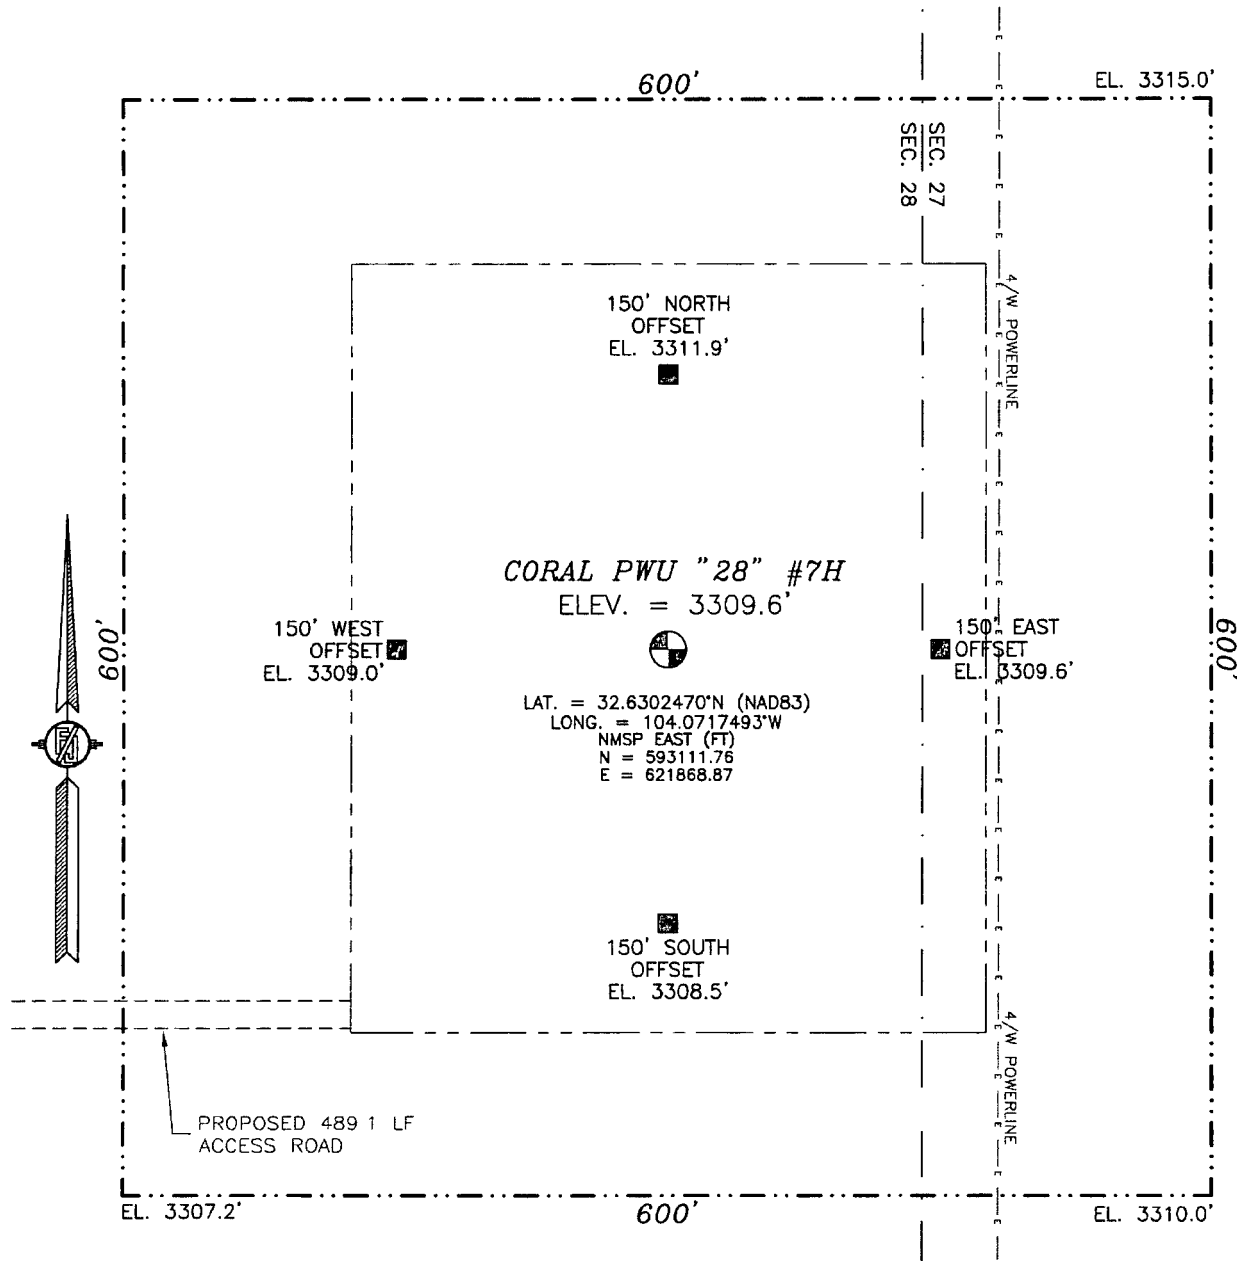 600'
EL. 3315.0'
SEC. 27
SEC. 28
4/W POWERLINE
150' NORTH
OFFSET
EL. 3311.9'
CORAL PWU "28" #7H
ELEV. = 3309.6'
600'
150' WEST
OFFSET
EL. 3309.0'
150' EAST
OFFSET
EL. 3309.6'
600'
LAT. = 32.6302470°N (NAD83)
LONG. = 104.0717493°W
NMSP EAST (FT)
N = 593111.76
E = 621868.87
150' SOUTH
OFFSET
EL. 3308.5'
4/W POWERLINE
PROPOSED 489 1 LF
ACCESS ROAD
EL. 3307.2'
600'
EL. 3310.0'